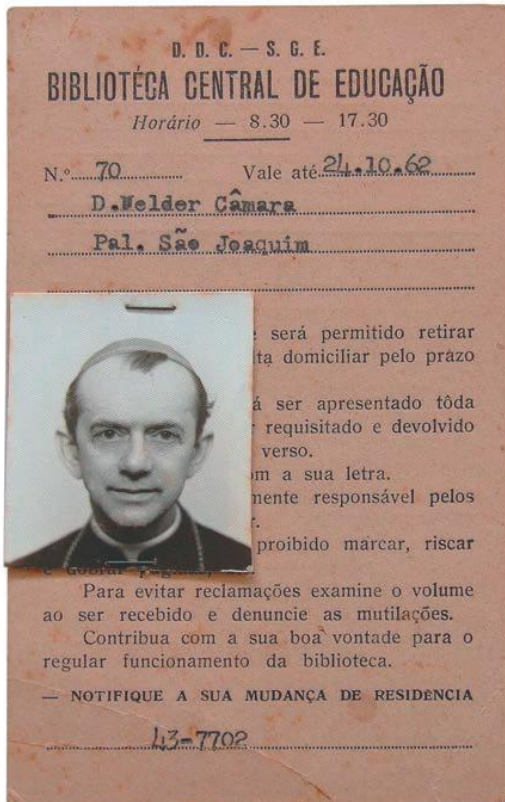 D. D. C. — S. G. E.
BIBLIOTÉCA CENTRAL DE EDUCAÇÃO
Horário — 8.30 — 17.30
N.º 70 Vale até 24.10.62
D.Helder Câmara
Pal. São Joaquim
será permitido retirar
domiciliar pelo prazo
ser apresentado tôda
requisitado e devolvido
verso.
a sua letra.
responsável pelos
proibido marcar, riscar
e dobrar páginas,
Para evitar reclamações examine o volume
ao ser recebido e denuncie as mutilações.
Contribua com a sua boa vontade para o
regular funcionamento da biblioteca.
— NOTIFIQUE A SUA MUDANÇA DE RESIDÊNCIA
43-7702